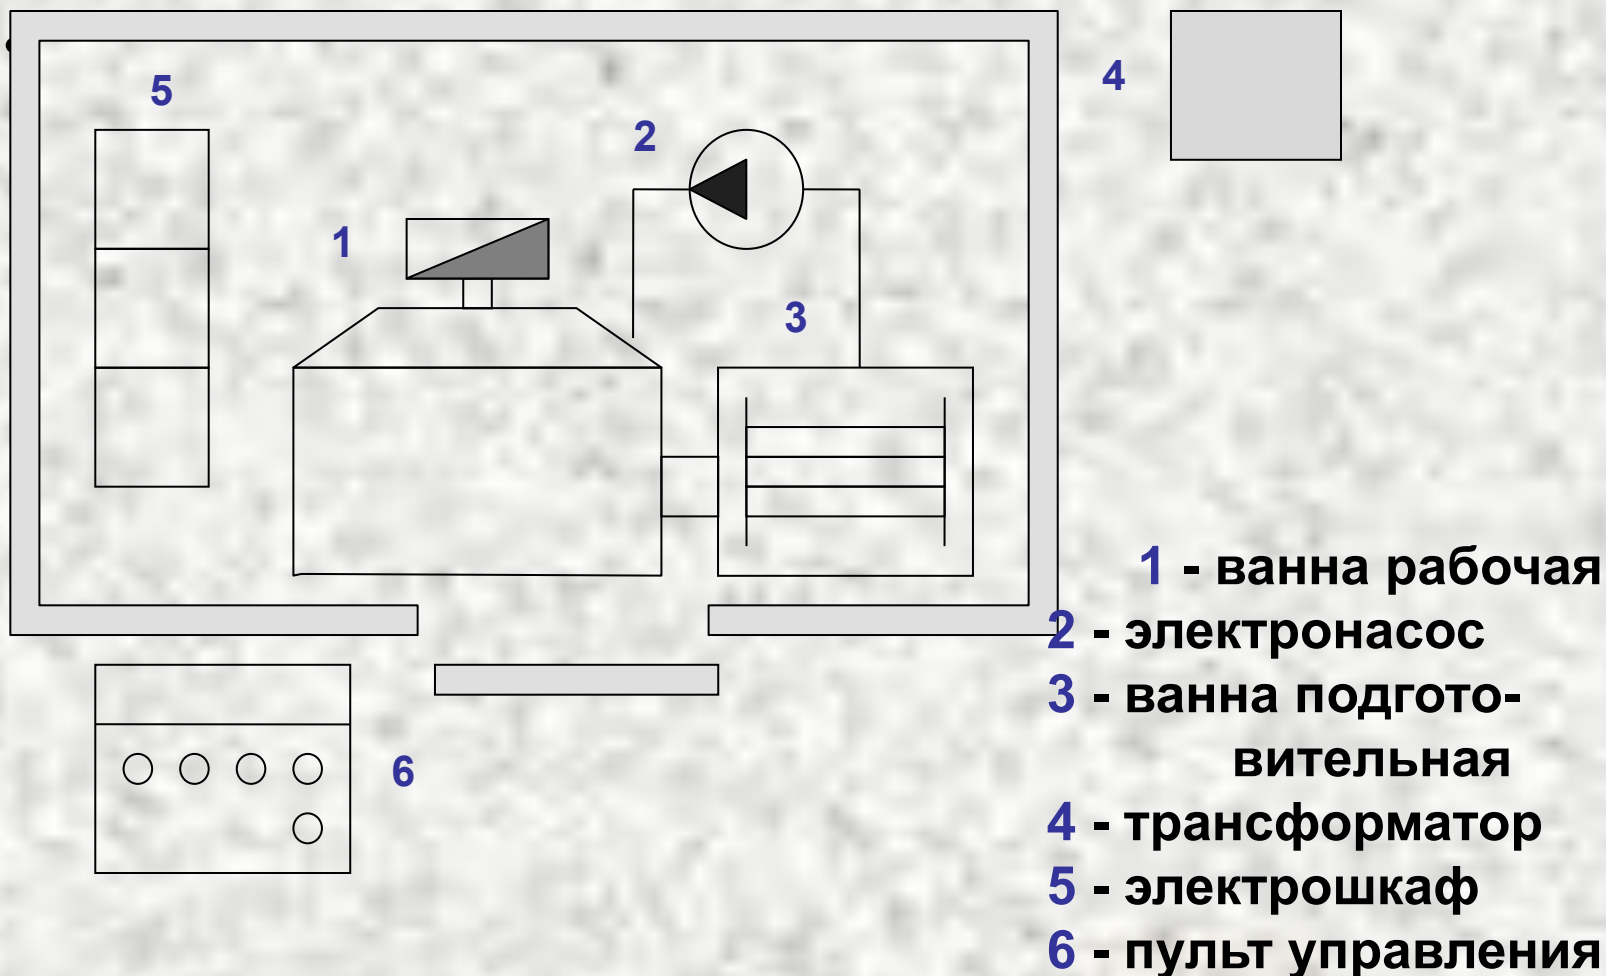 5
4
2
1
3
6
1 - ванна рабочая
2 - электронасос
3 - ванна подгото-
вительная
4 - трансформатор
5 - электрошкаф
6 - пульт управления